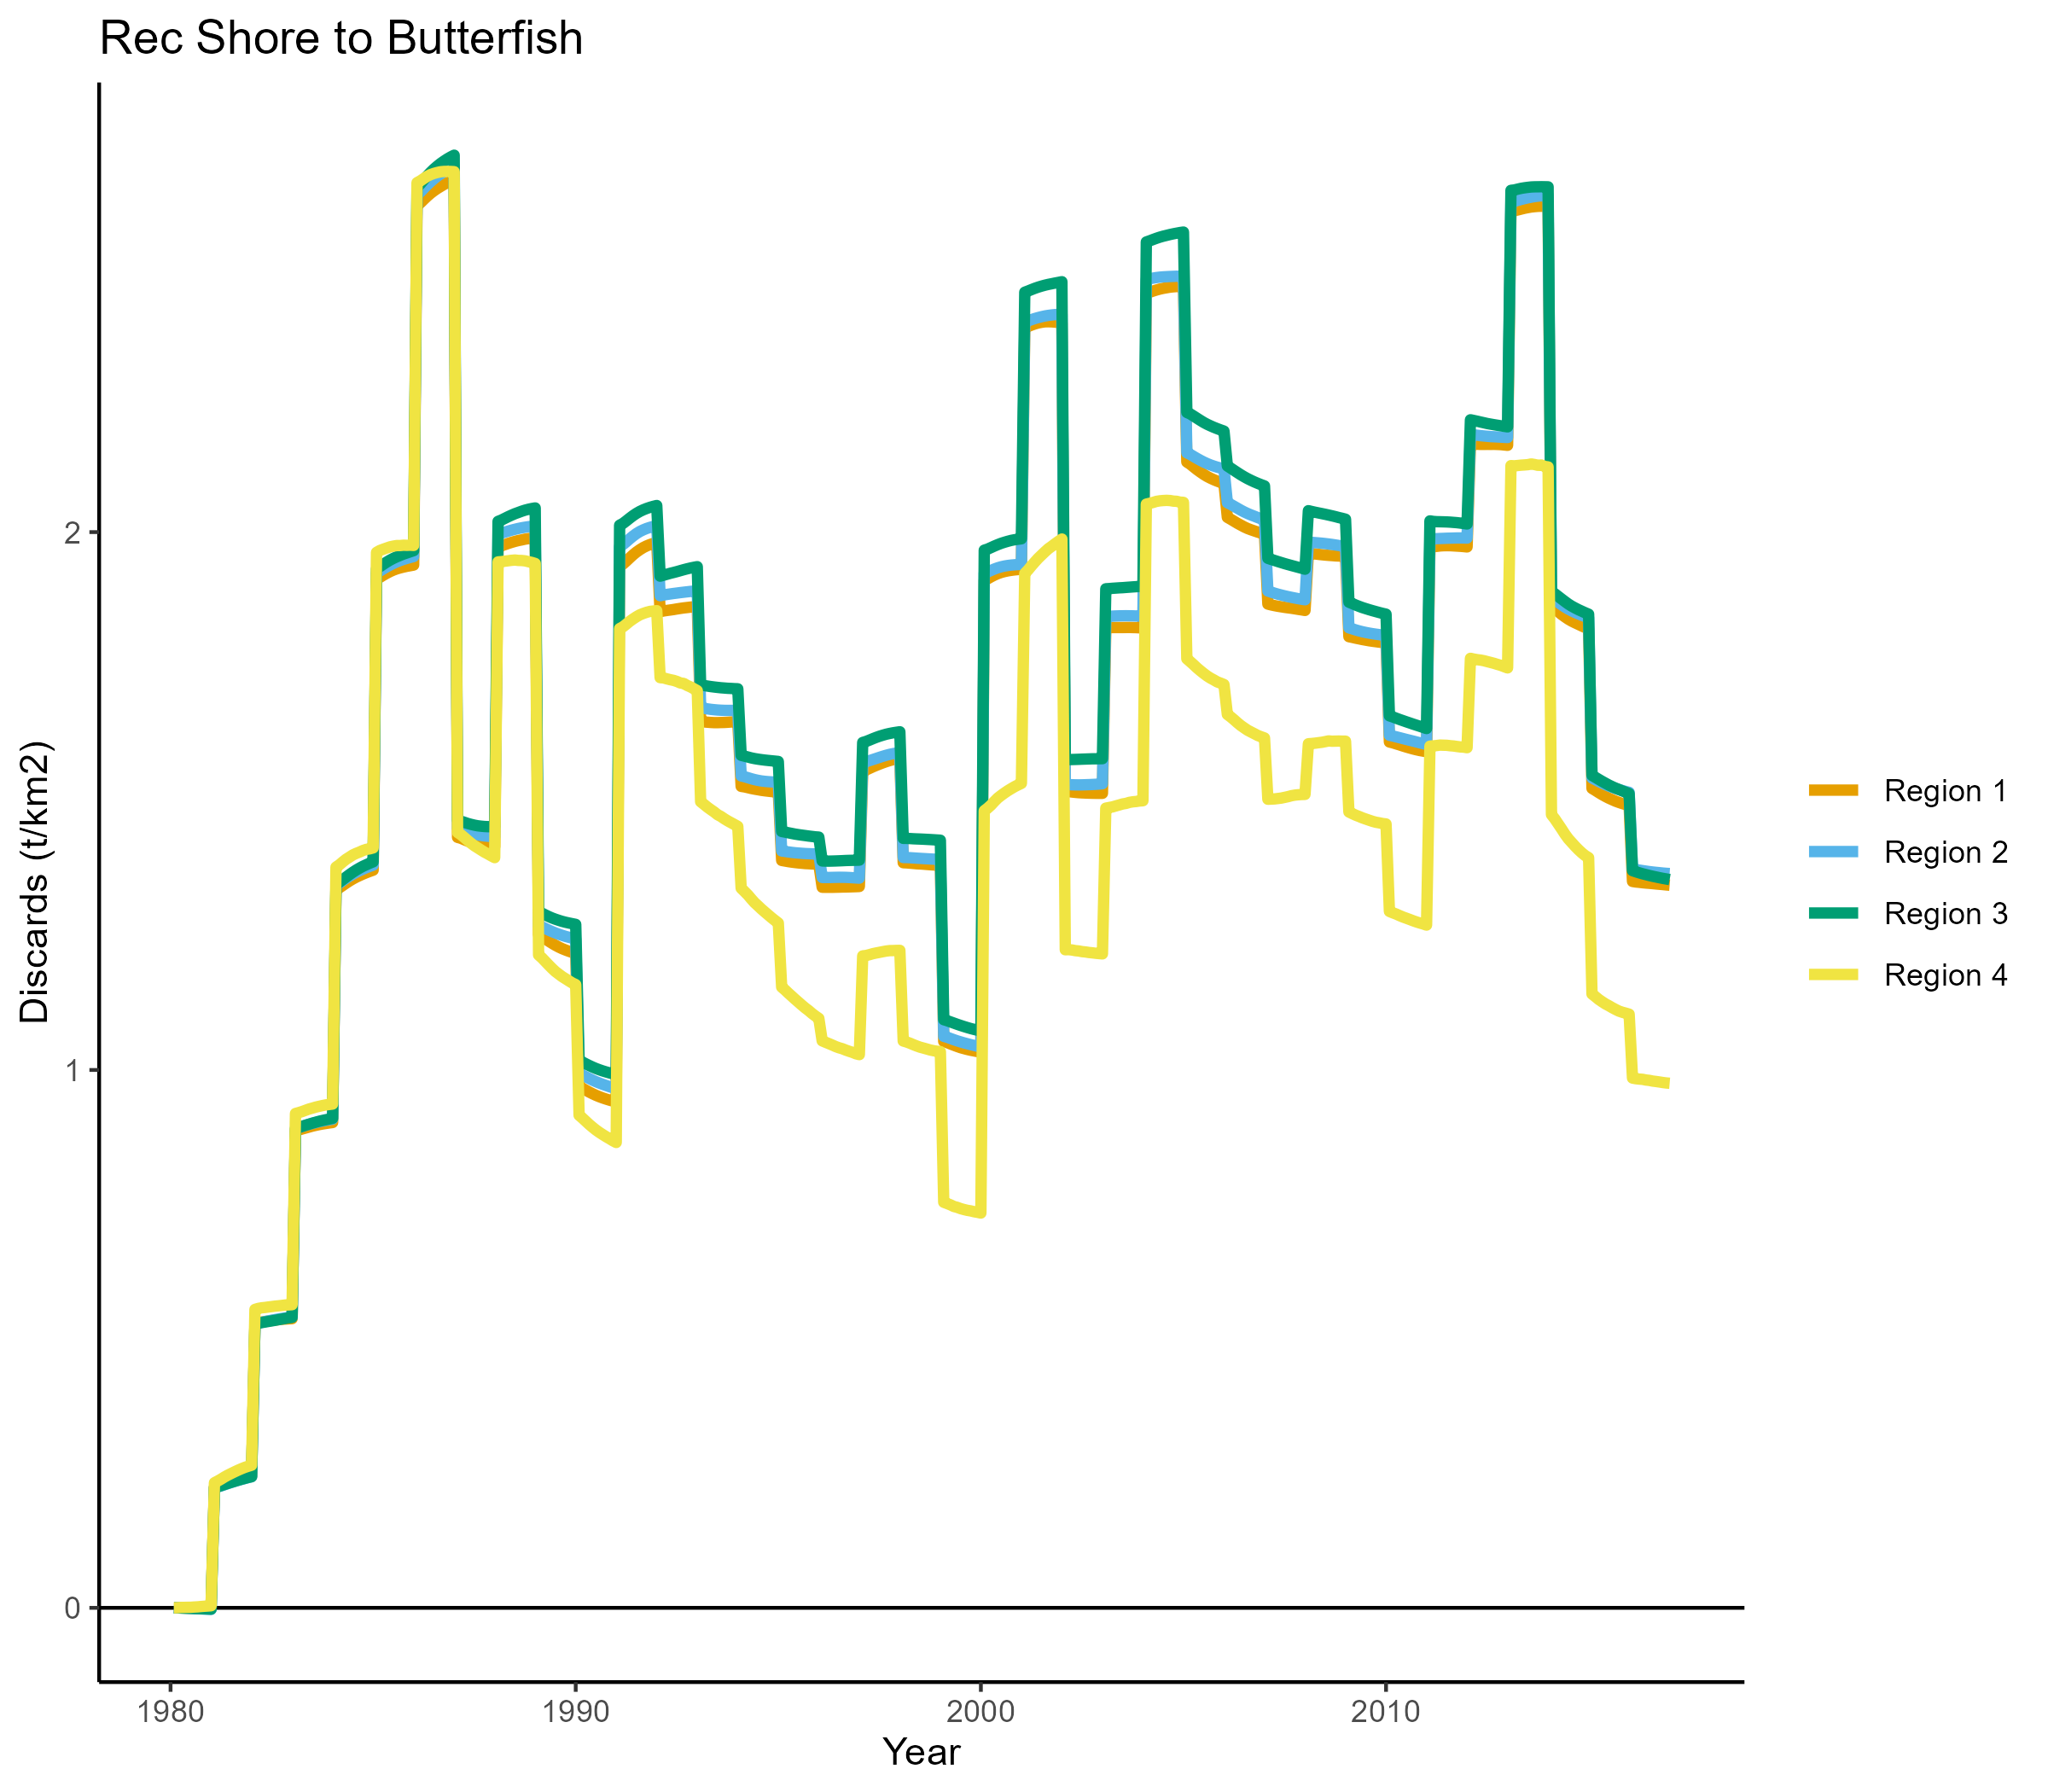 Rec Shore to Butterfish
Discards (t/km2)
2
1
0
1980
1990
2000
2010
Year
Region 1
Region 2
Region 3
Region 4